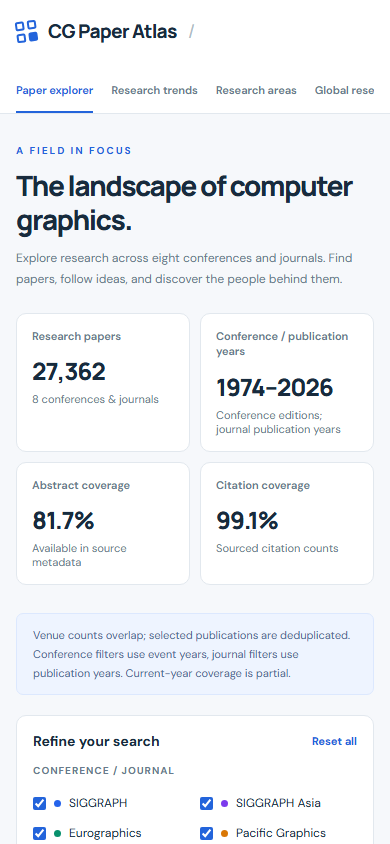 CG Paper Atlas /
Paper explorer Research trends Research areas Global rese
A FIELD IN FOCUS
The landscape of computer
graphics.
Explore research across eight conferences and journals. Find
papers, follow ideas, and discover the people behind them.
Research papers
27,362
8 conferences & journals
Conference / publication
years
1974–2026
Conference editions;
journal publication years
Abstract coverage
81.7%
Available in source
metadata
Citation coverage
99.1%
Sourced citation counts
Venue counts overlap; selected publications are deduplicated.
Conference filters use event years, journal filters use
publication years. Current-year coverage is partial.
Refine your search
Reset all
CONFERENCE / JOURNAL
SIGGRAPH
SIGGRAPH Asia
Eurographics
Pacific Graphics